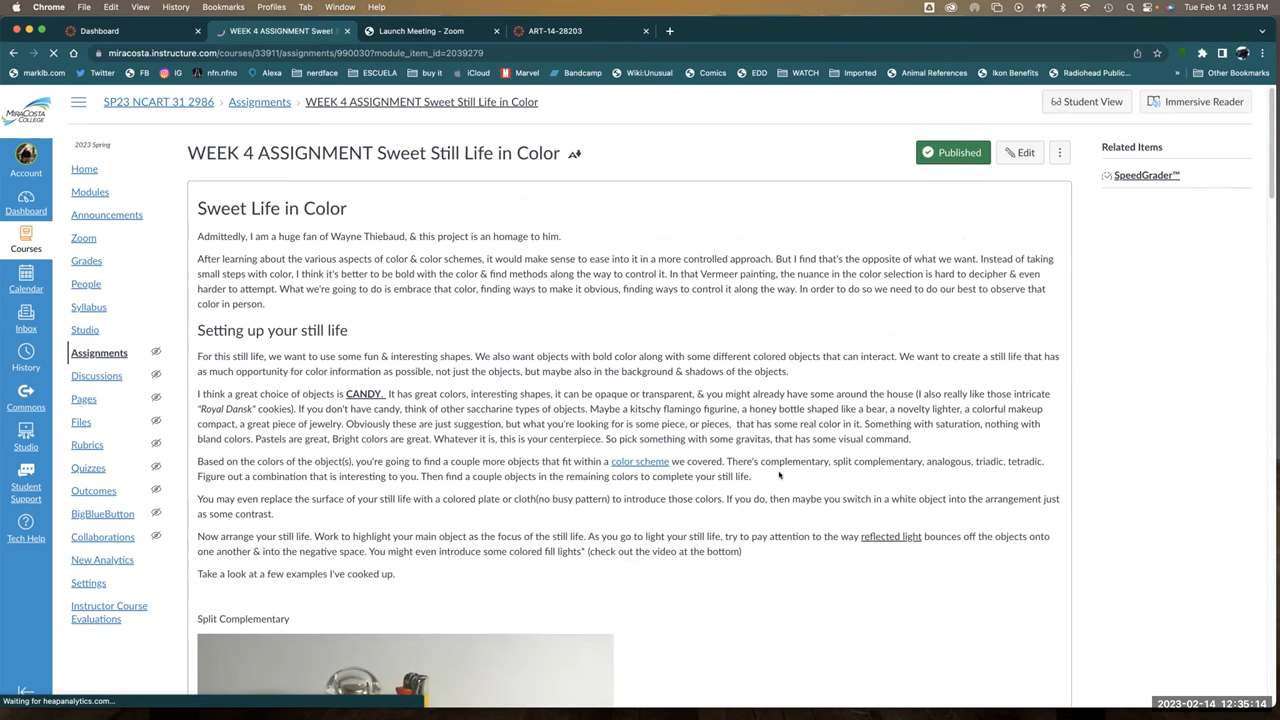 Chrome File Edit View History Bookmarks Profiles Tab Window Help Tue Feb 14 12:35 PM
Dashboard WEEK 4 ASSIGNMENT Sweet S Launch Meeting - Zoom ART-14-28203
miracosta.instructure.com/courses/33911/assignments/990030?module_item_id=2039279
marklb.com Twitter FB IG nfn.nfno Alexa nerdface ESCUELA buy it iCloud Marvel Bandcamp Wiki:Unusual Comics EDD WATCH Imported Animal References Ikon Benefits Radiohead Public... » Other Bookmarks
MIRACOSTA COLLEGE
SP23 NCART 31 2986 › Assignments › WEEK 4 ASSIGNMENT Sweet Still Life in Color
Student View Immersive Reader
Account
Dashboard
Courses
Calendar
Inbox
History
Commons
Studio
Student Support
Tech Help
2023 Spring
Home
Modules
Announcements
Zoom
Grades
People
Syllabus
Studio
Assignments
Discussions
Pages
Files
Rubrics
Quizzes
Outcomes
BigBlueButton
Collaborations
New Analytics
Settings
Instructor Course
Evaluations
WEEK 4 ASSIGNMENT Sweet Still Life in Color
Published Edit
Related Items
SpeedGrader™
Sweet Life in Color
Admittedly, I am a huge fan of Wayne Thiebaud, & this project is an homage to him.
After learning about the various aspects of color & color schemes, it would make sense to ease into it in a more controlled approach. But I find that's the opposite of what we want. Instead of taking
small steps with color, I think it's better to be bold with the color & find methods along the way to control it. In that Vermeer painting, the nuance in the color selection is hard to decipher & even
harder to attempt. What we're going to do is embrace that color, finding ways to make it obvious, finding ways to control it along the way. In order to do so we need to do our best to observe that
color in person.
Setting up your still life
For this still life, we want to use some fun & interesting shapes. We also want objects with bold color along with some different colored objects that can interact. We want to create a still life that has
as much opportunity for color information as possible, not just the objects, but maybe also in the background & shadows of the objects.
I think a great choice of objects is CANDY. It has great colors, interesting shapes, it can be opaque or transparent, & you might already have some around the house (I also really like those intricate
"Royal Dansk" cookies). If you don't have candy, think of other saccharine types of objects. Maybe a kitschy flamingo figurine, a honey bottle shaped like a bear, a novelty lighter, a colorful makeup
compact, a great piece of jewelry. Obviously these are just suggestion, but what you're looking for is some piece, or pieces, that has some real color in it. Something with saturation, nothing with
bland colors. Pastels are great, Bright colors are great. Whatever it is, this is your centerpiece. So pick something with some gravitas, that has some visual command.
Based on the colors of the object(s), you're going to find a couple more objects that fit within a color scheme we covered. There's complementary, split complementary, analogous, triadic, tetradic.
Figure out a combination that is interesting to you. Then find a couple objects in the remaining colors to complete your still life.
You may even replace the surface of your still life with a colored plate or cloth(no busy pattern) to introduce those colors. If you do, then maybe you switch in a white object into the arrangement just
as some contrast.
Now arrange your still life. Work to highlight your main object as the focus of the still life. As you go to light your still life, try to pay attention to the way reflected light bounces off the objects onto
one another & into the negative space. You might even introduce some colored fill lights* (check out the video at the bottom)
Take a look at a few examples I've cooked up.
Split Complementary
Waiting for heapanalytics.com...
2023-02-14 12:35:14